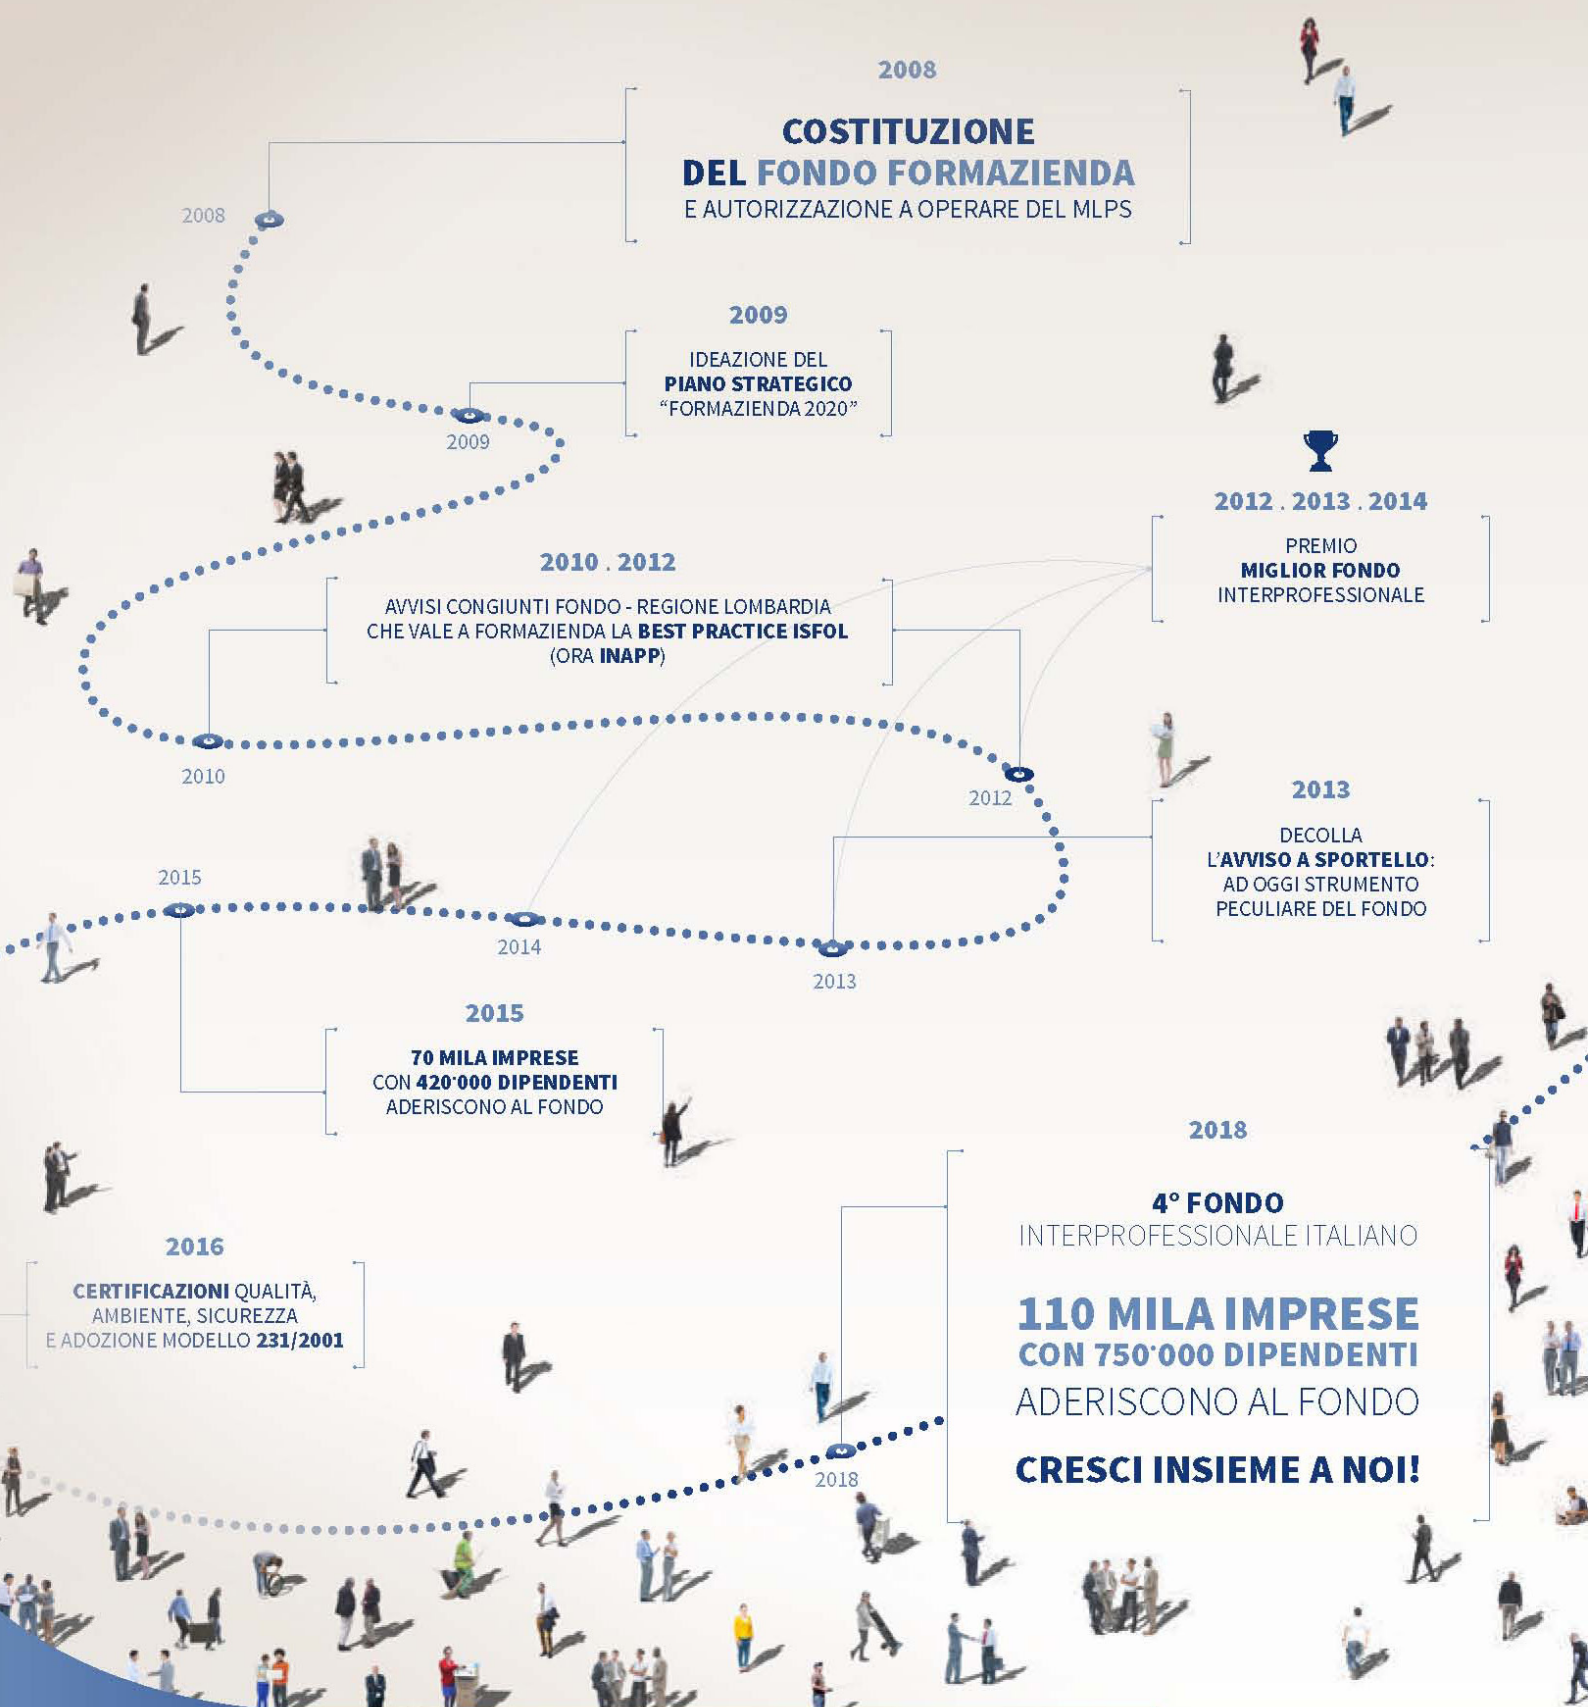 2008
COSTITUZIONE
DEL FONDO FORMAZIENDA
E AUTORIZZAZIONE A OPERARE DEL MLPS
2008
2009
IDEAZIONE DEL
PIANO STRATEGICO
“FORMAZIENDA 2020”
2009
2012 . 2013 . 2014
PREMIO
MIGLIOR FONDO
INTERPROFESSIONALE
2010 . 2012
AVVISI CONGIUNTI FONDO - REGIONE LOMBARDIA
CHE VALE A FORMAZIENDA LA BEST PRACTICE ISFOL
(ORA INAPP)
2010
2012
2013
DECOLLA
L’AVVISO A SPORTELLO:
AD OGGI STRUMENTO
PECULIARE DEL FONDO
2015
2014
2013
2015
70 MILA IMPRESE
CON 420•000 DIPENDENTI
ADERISCONO AL FONDO
2016
CERTIFICAZIONI QUALITÀ,
AMBIENTE, SICUREZZA
E ADOZIONE MODELLO 231/2001
2018
4° FONDO
INTERPROFESSIONALE ITALIANO
110 MILA IMPRESE
CON 750•000 DIPENDENTI
ADERISCONO AL FONDO
CRESCI INSIEME A NOI!
2018